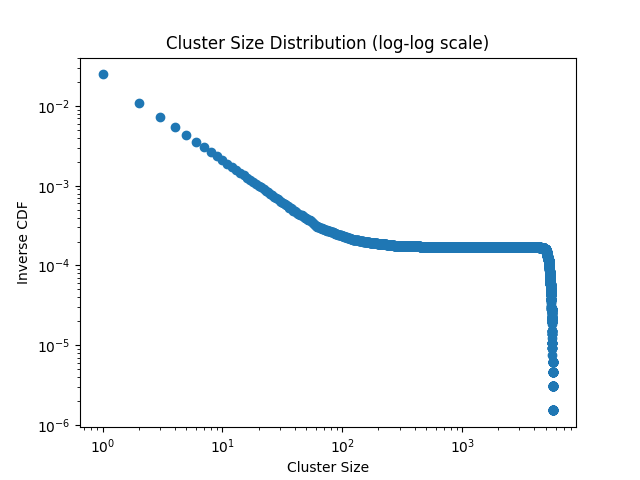 Cluster Size Distribution (log-log scale)
Inverse CDF
10⁻²
10⁻³
10⁻⁴
10⁻⁵
10⁻⁶
10⁰ 10¹ 10² 10³
Cluster Size